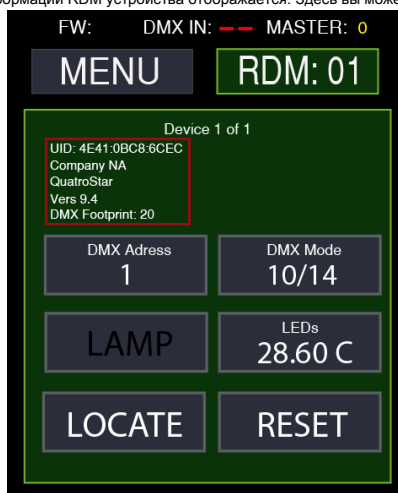 формации RDM устройства отображается. Здесь вы може
FW: DMX IN: -- MASTER: 0
MENU RDM: 01
Device 1 of 1
UID: 4E41:0BC8:6CEC
Company NA
QuatroStar
Vers 9.4
DMX Footprint: 20
DMX Adress DMX Mode
1 10/14
LAMP LEDs
28.60 C
LOCATE RESET